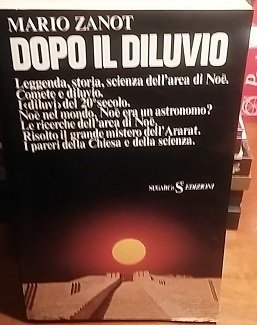 MARIO ZANOT
DOPO IL DILUVIO
Leggenda, storia, scienza dell'arca di Noè.
Comete e diluvio.
I diluvi del 20° secolo.
Noè nel mondo. Noè era un astronomo?
Le ricerche dell'arca di Noè.
Risolto il grande mistero dell'Ararat.
I pareri della Chiesa e della scienza.
SUGARCO S EDIZIONI